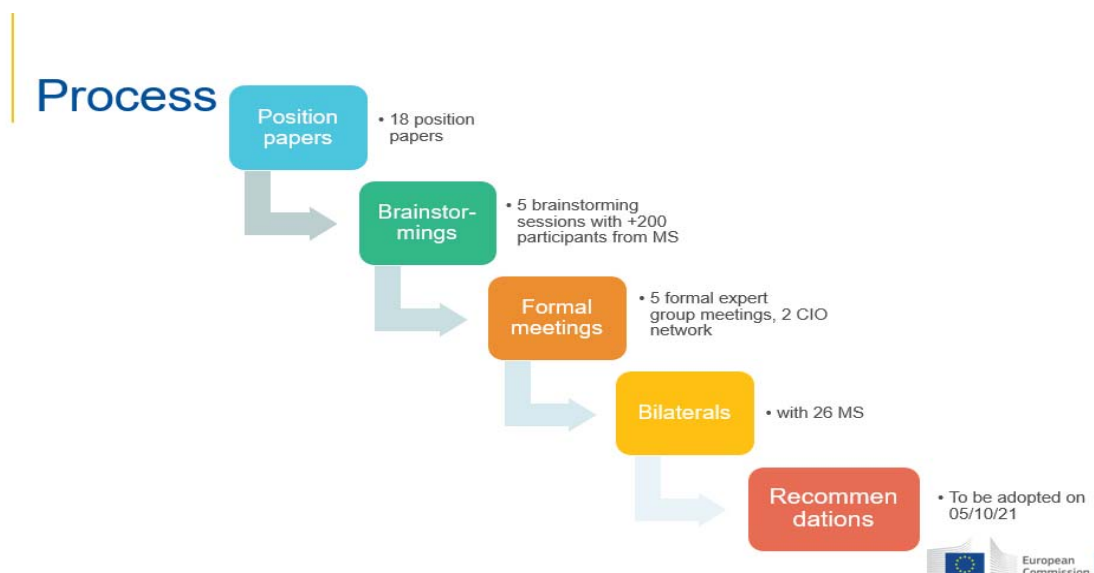 Process
Position
papers
• 18 position
papers
Brainstor-
mings
• 5 brainstorming
sessions with +200
participants from MS
Formal
meetings
• 5 formal expert
group meetings, 2 CIO
network
Bilaterals
• with 26 MS
Recommen
dations
• To be adopted on
05/10/21
European
Commission